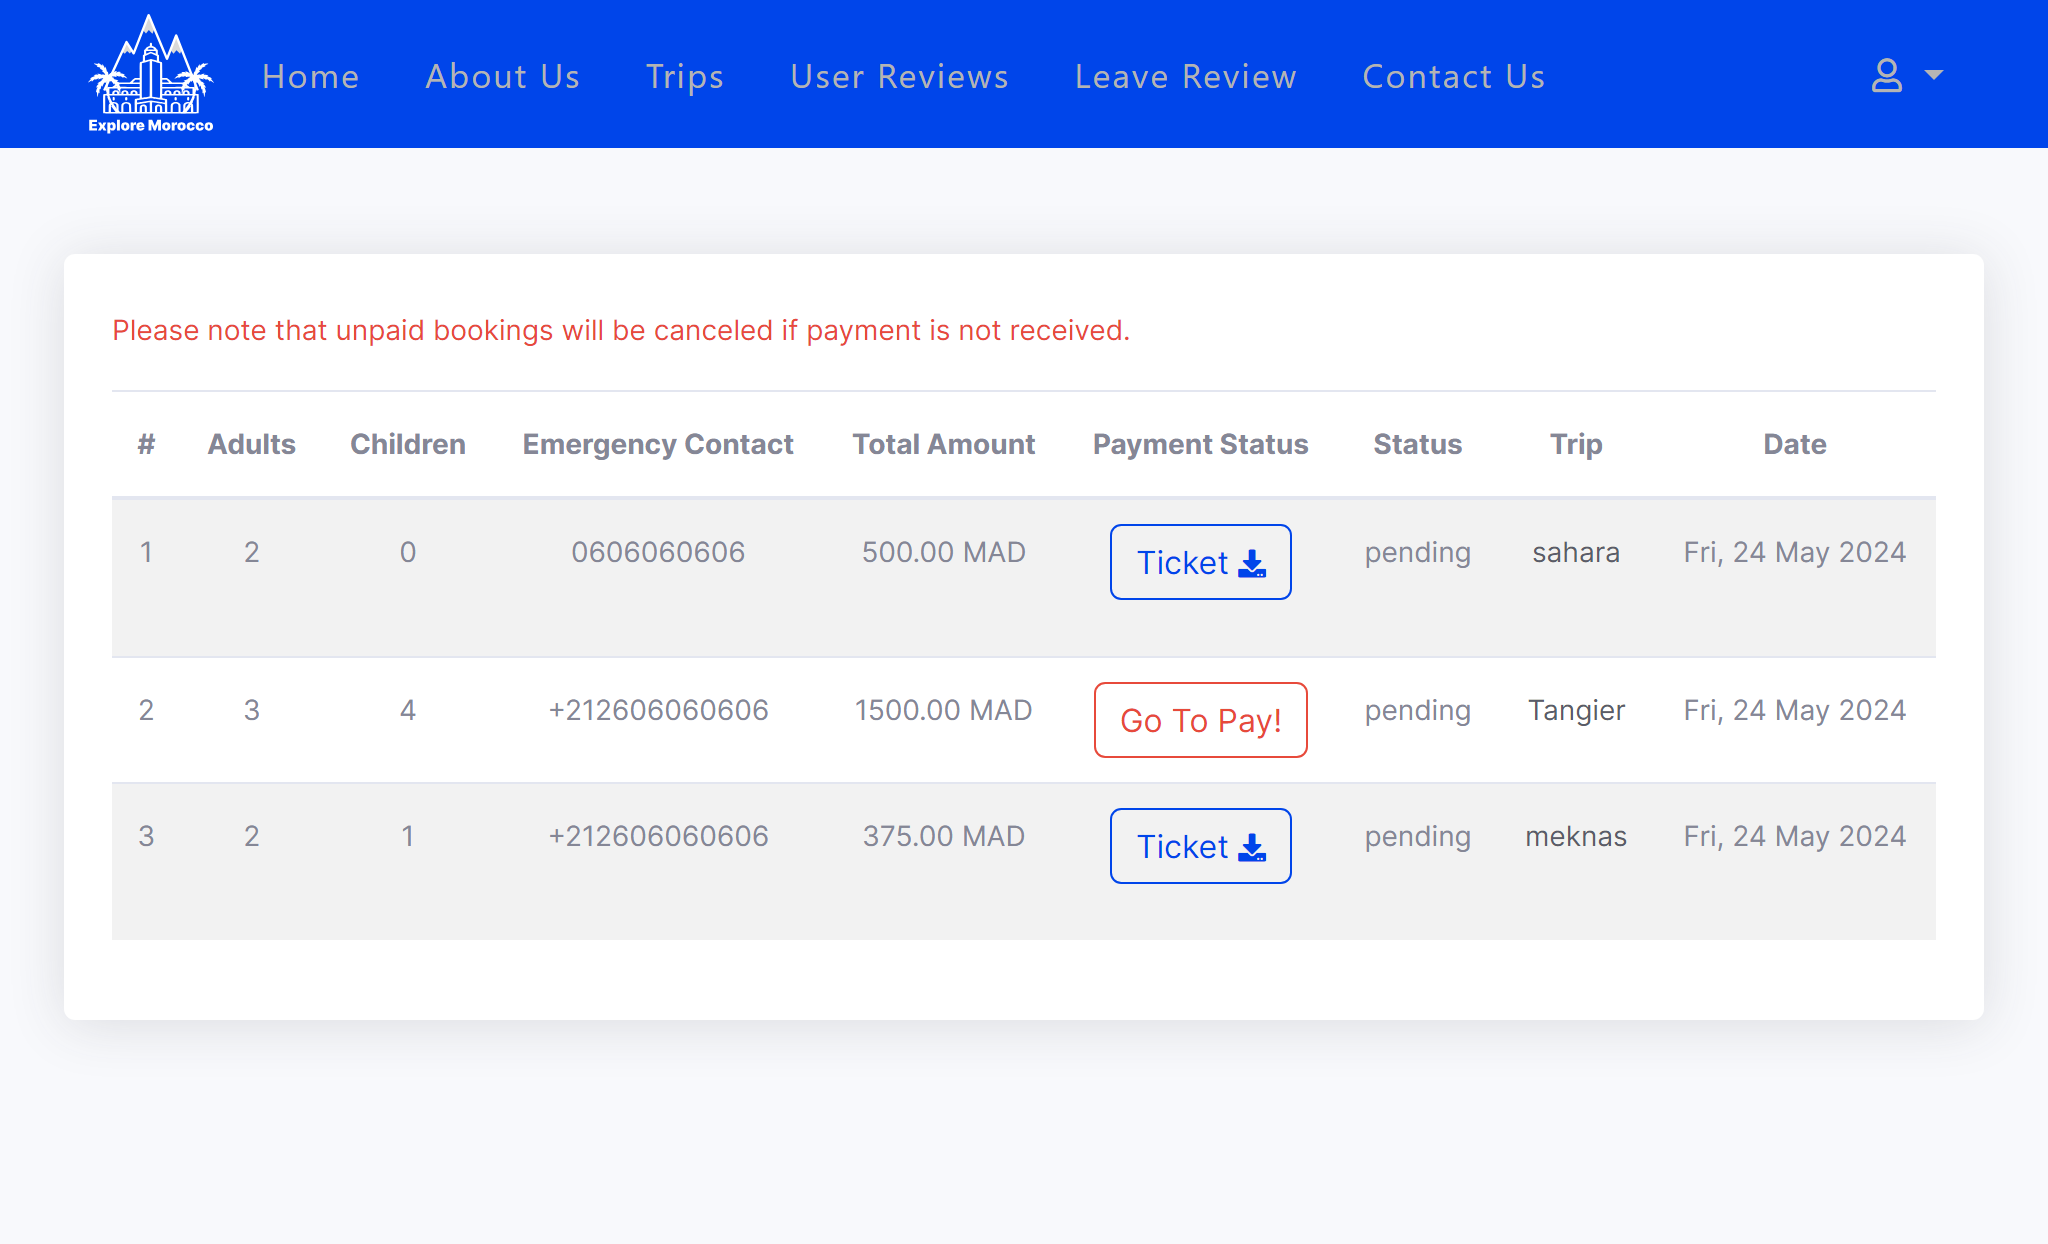 Explore Morocco
Home About Us Trips User Reviews Leave Review Contact Us
Please note that unpaid bookings will be canceled if payment is not received.
# Adults Children Emergency Contact Total Amount Payment Status Status Trip Date
1 2 0 0606060606 500.00 MAD Ticket pending sahara Fri, 24 May 2024
2 3 4 +212606060606 1500.00 MAD Go To Pay! pending Tangier Fri, 24 May 2024
3 2 1 +212606060606 375.00 MAD Ticket pending meknas Fri, 24 May 2024